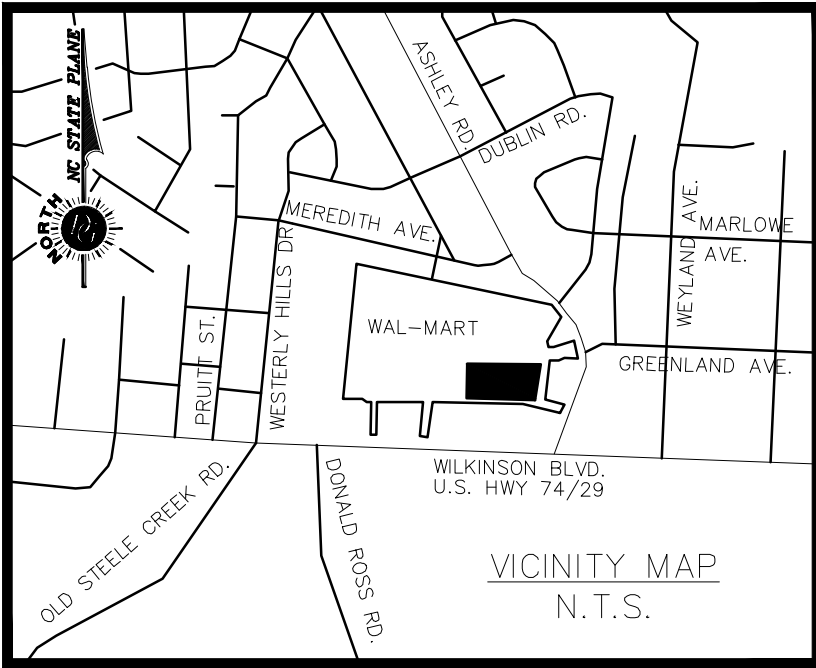 NC STATE PLANE
NORTH
ASHLEY RD.
DUBLIN RD.
MEREDITH AVE.
MARLOWE
AVE.
WEYLAND AVE.
WAL-MART
GREENLAND AVE.
PRUITT ST.
WESTERLY HILLS DR
WILKINSON BLVD.
U.S. HWY 74/29
OLD STEELE CREEK RD.
DONALD ROSS RD.
VICINITY MAP
N.T.S.